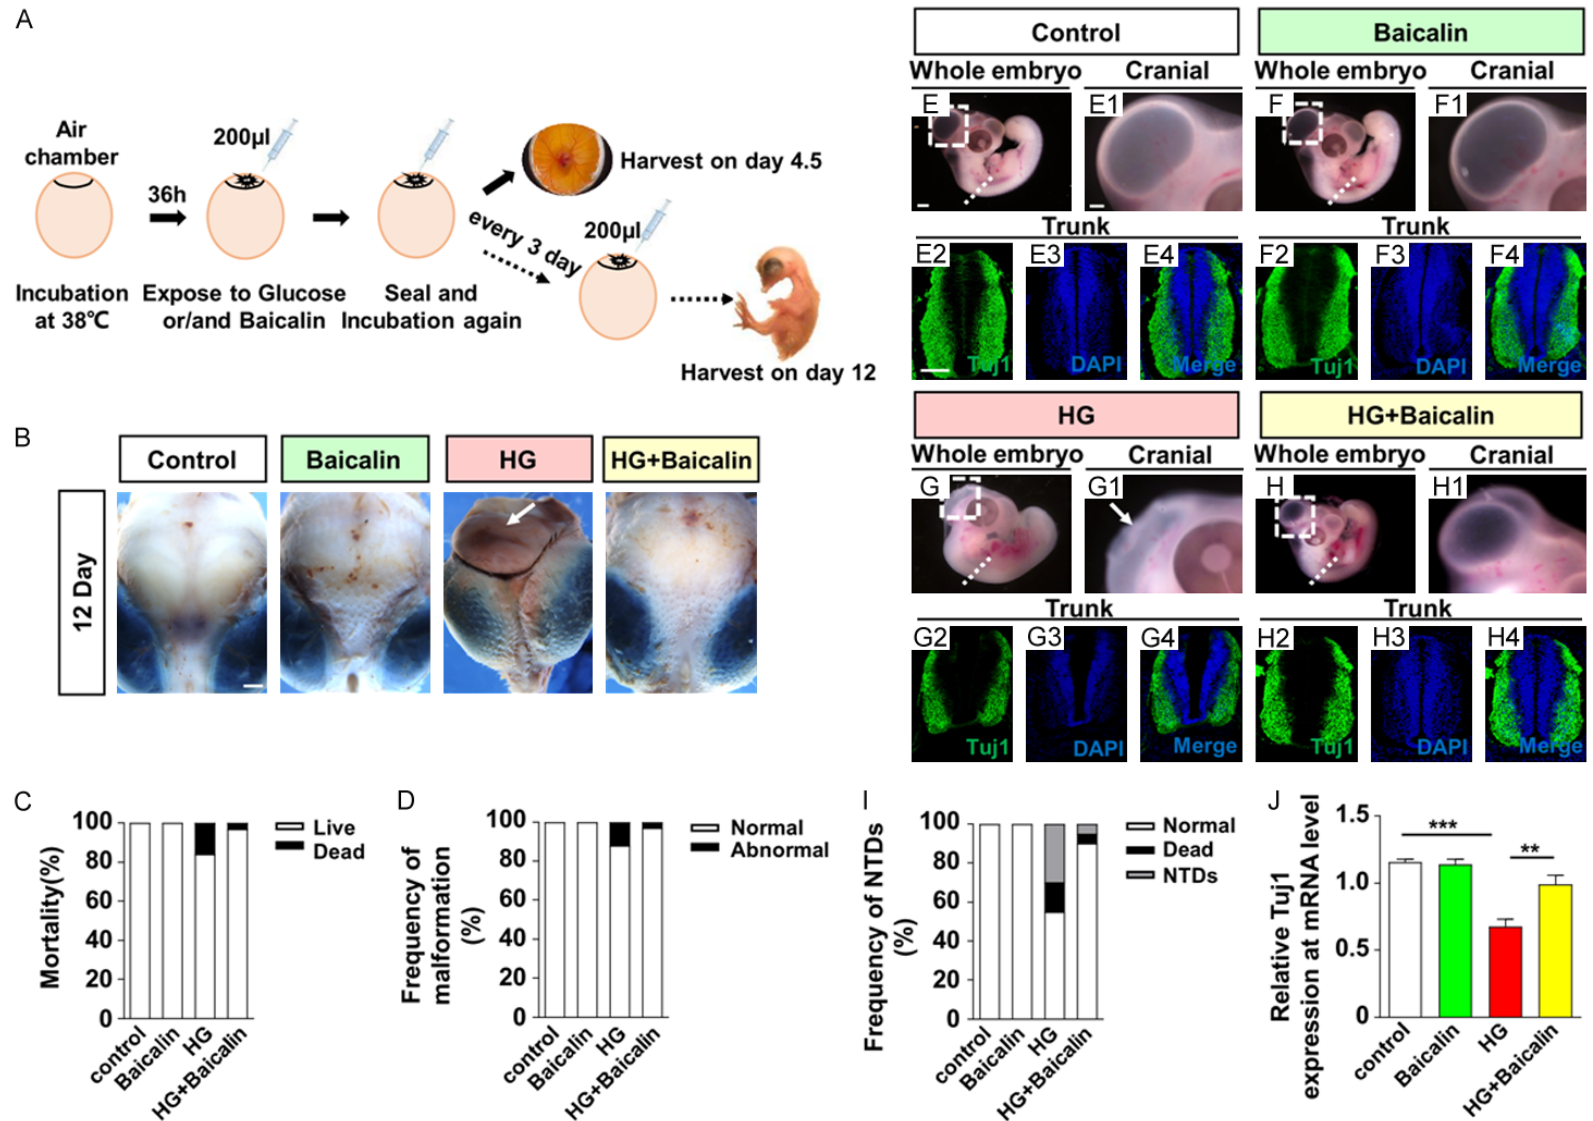 A
Air
chamber
200μl
36h
Harvest on day 4.5
every 3 day
200μl
Incubation
at 38℃
Expose to Glucose
or/and Baicalin
Seal and
Incubation again
Harvest on day 12
B
Control
Baicalin
HG
HG+Baicalin
12 Day
C
Mortality(%)
100
80
60
40
20
0
control
Baicalin
HG
HG+Baicalin
Live
Dead
D
Frequency of
malformation
(%)
100
80
60
40
20
0
control
Baicalin
HG
HG+Baicalin
Normal
Abnormal
Control
Whole embryo
Cranial
E
E1
Trunk
E2
E3
E4
Tuj1
DAPI
Merge
Baicalin
Whole embryo
Cranial
F
F1
Trunk
F2
F3
F4
Tuj1
DAPI
Merge
HG
Whole embryo
Cranial
G
G1
Trunk
G2
G3
G4
Tuj1
DAPI
Merge
HG+Baicalin
Whole embryo
Cranial
H
H1
Trunk
H2
H3
H4
Tuj1
DAPI
Merge
I
Frequency of NTDs
(%)
100
80
60
40
20
0
control
Baicalin
HG
HG+Baicalin
Normal
Dead
NTDs
J
Relative Tuj1
expression at mRNA level
1.5
1.0
0.5
0
***
**
control
Baicalin
HG
HG+Baicalin